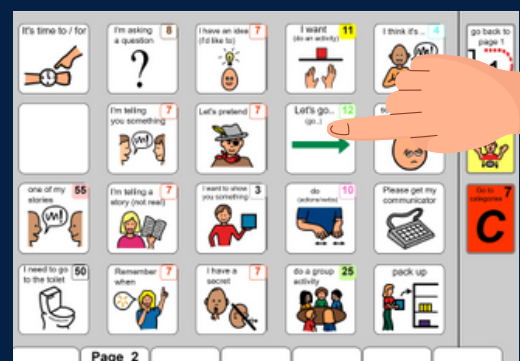 It's time to / for
I'm asking 8
a question
I have an idea 7
(I'd like to)
I want 11
(do an activity)
I think it's .. 4
go back to
page 1
1
I'm telling 7
you something
Let's pretend 7
Let's go.. 12
(go..)
one of my 55
stories
I'm telling a 7
story (not real)
I want to show 3
you something
do 10
(actions/verbs)
Please get my
communicator
Go to 7
categories
C
I need to go 50
to the toilet
Remember 7
when
I have a 7
secret
do a group 25
activity
pack up
Page 2